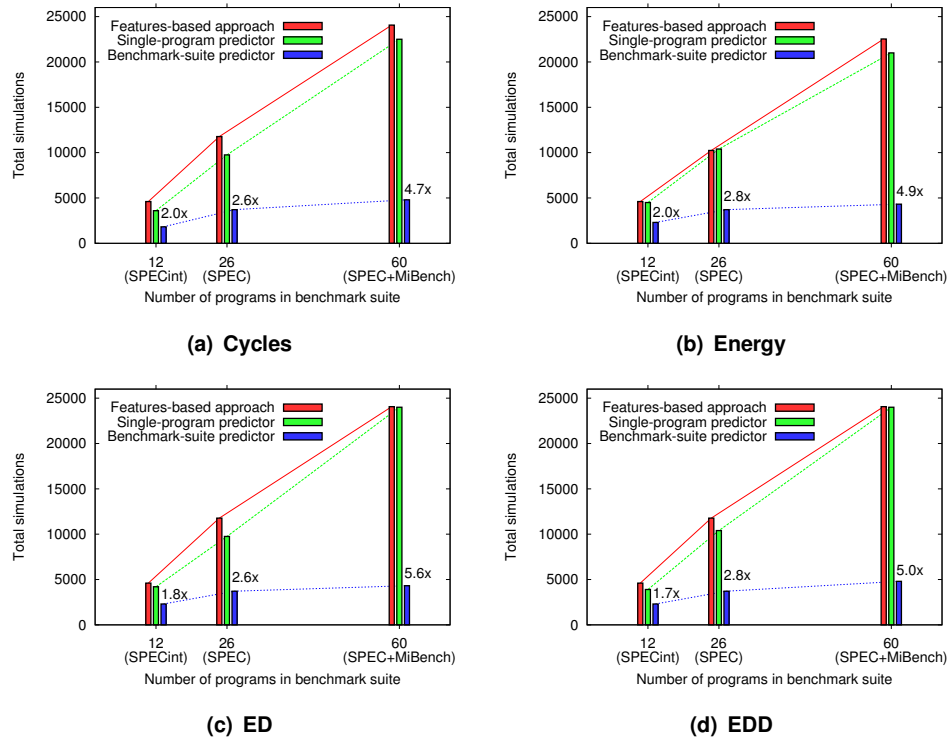 Features-based approach
Single-program predictor
Benchmark-suite predictor
25000
20000
15000
10000
5000
0
Total simulations
2.0x
2.6x
4.7x
12
(SPECint)
26
(SPEC)
60
(SPEC+MiBench)
Number of programs in benchmark suite
(a) Cycles
Features-based approach
Single-program predictor
Benchmark-suite predictor
25000
20000
15000
10000
5000
0
Total simulations
2.0x
2.8x
4.9x
12
(SPECint)
26
(SPEC)
60
(SPEC+MiBench)
Number of programs in benchmark suite
(b) Energy
Features-based approach
Single-program predictor
Benchmark-suite predictor
25000
20000
15000
10000
5000
0
Total simulations
1.8x
2.6x
5.6x
12
(SPECint)
26
(SPEC)
60
(SPEC+MiBench)
Number of programs in benchmark suite
(c) ED
Features-based approach
Single-program predictor
Benchmark-suite predictor
25000
20000
15000
10000
5000
0
Total simulations
1.7x
2.8x
5.0x
12
(SPECint)
26
(SPEC)
60
(SPEC+MiBench)
Number of programs in benchmark suite
(d) EDD